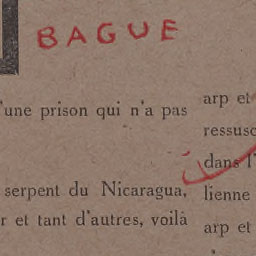 BAGUE
'une prison qui n'a pas
serpent du Nicaragua,
r et tant d'autres, voilà
arp et
ressusc
dans l'
lienne
arp et